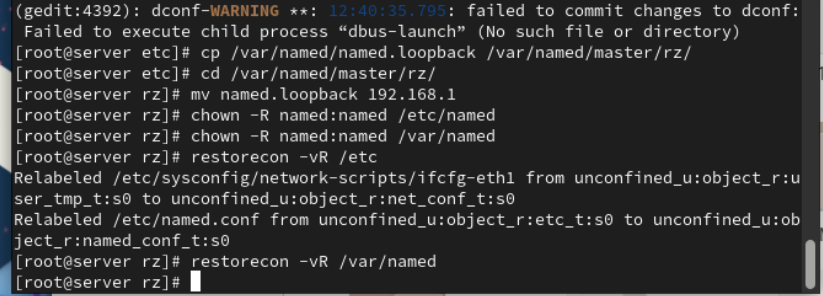 (gedit:4392): dconf-WARNING **: 12:40:35.795: failed to commit changes to dconf:
 Failed to execute child process “dbus-launch” (No such file or directory)
[root@server etc]# cp /var/named/named.loopback /var/named/master/rz/
[root@server etc]# cd /var/named/master/rz/
[root@server rz]# mv named.loopback 192.168.1
[root@server rz]# chown -R named:named /etc/named
[root@server rz]# chown -R named:named /var/named
[root@server rz]# restorecon -vR /etc
Relabeled /etc/sysconfig/network-scripts/ifcfg-eth1 from unconfined_u:object_r:u
ser_tmp_t:s0 to unconfined_u:object_r:net_conf_t:s0
Relabeled /etc/named.conf from unconfined_u:object_r:etc_t:s0 to unconfined_u:ob
ject_r:named_conf_t:s0
[root@server rz]# restorecon -vR /var/named
[root@server rz]#